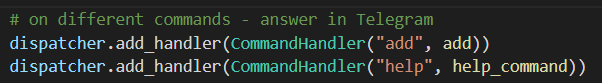 # on different commands - answer in Telegram
dispatcher.add_handler(CommandHandler("add", add))
dispatcher.add_handler(CommandHandler("help", help_command))